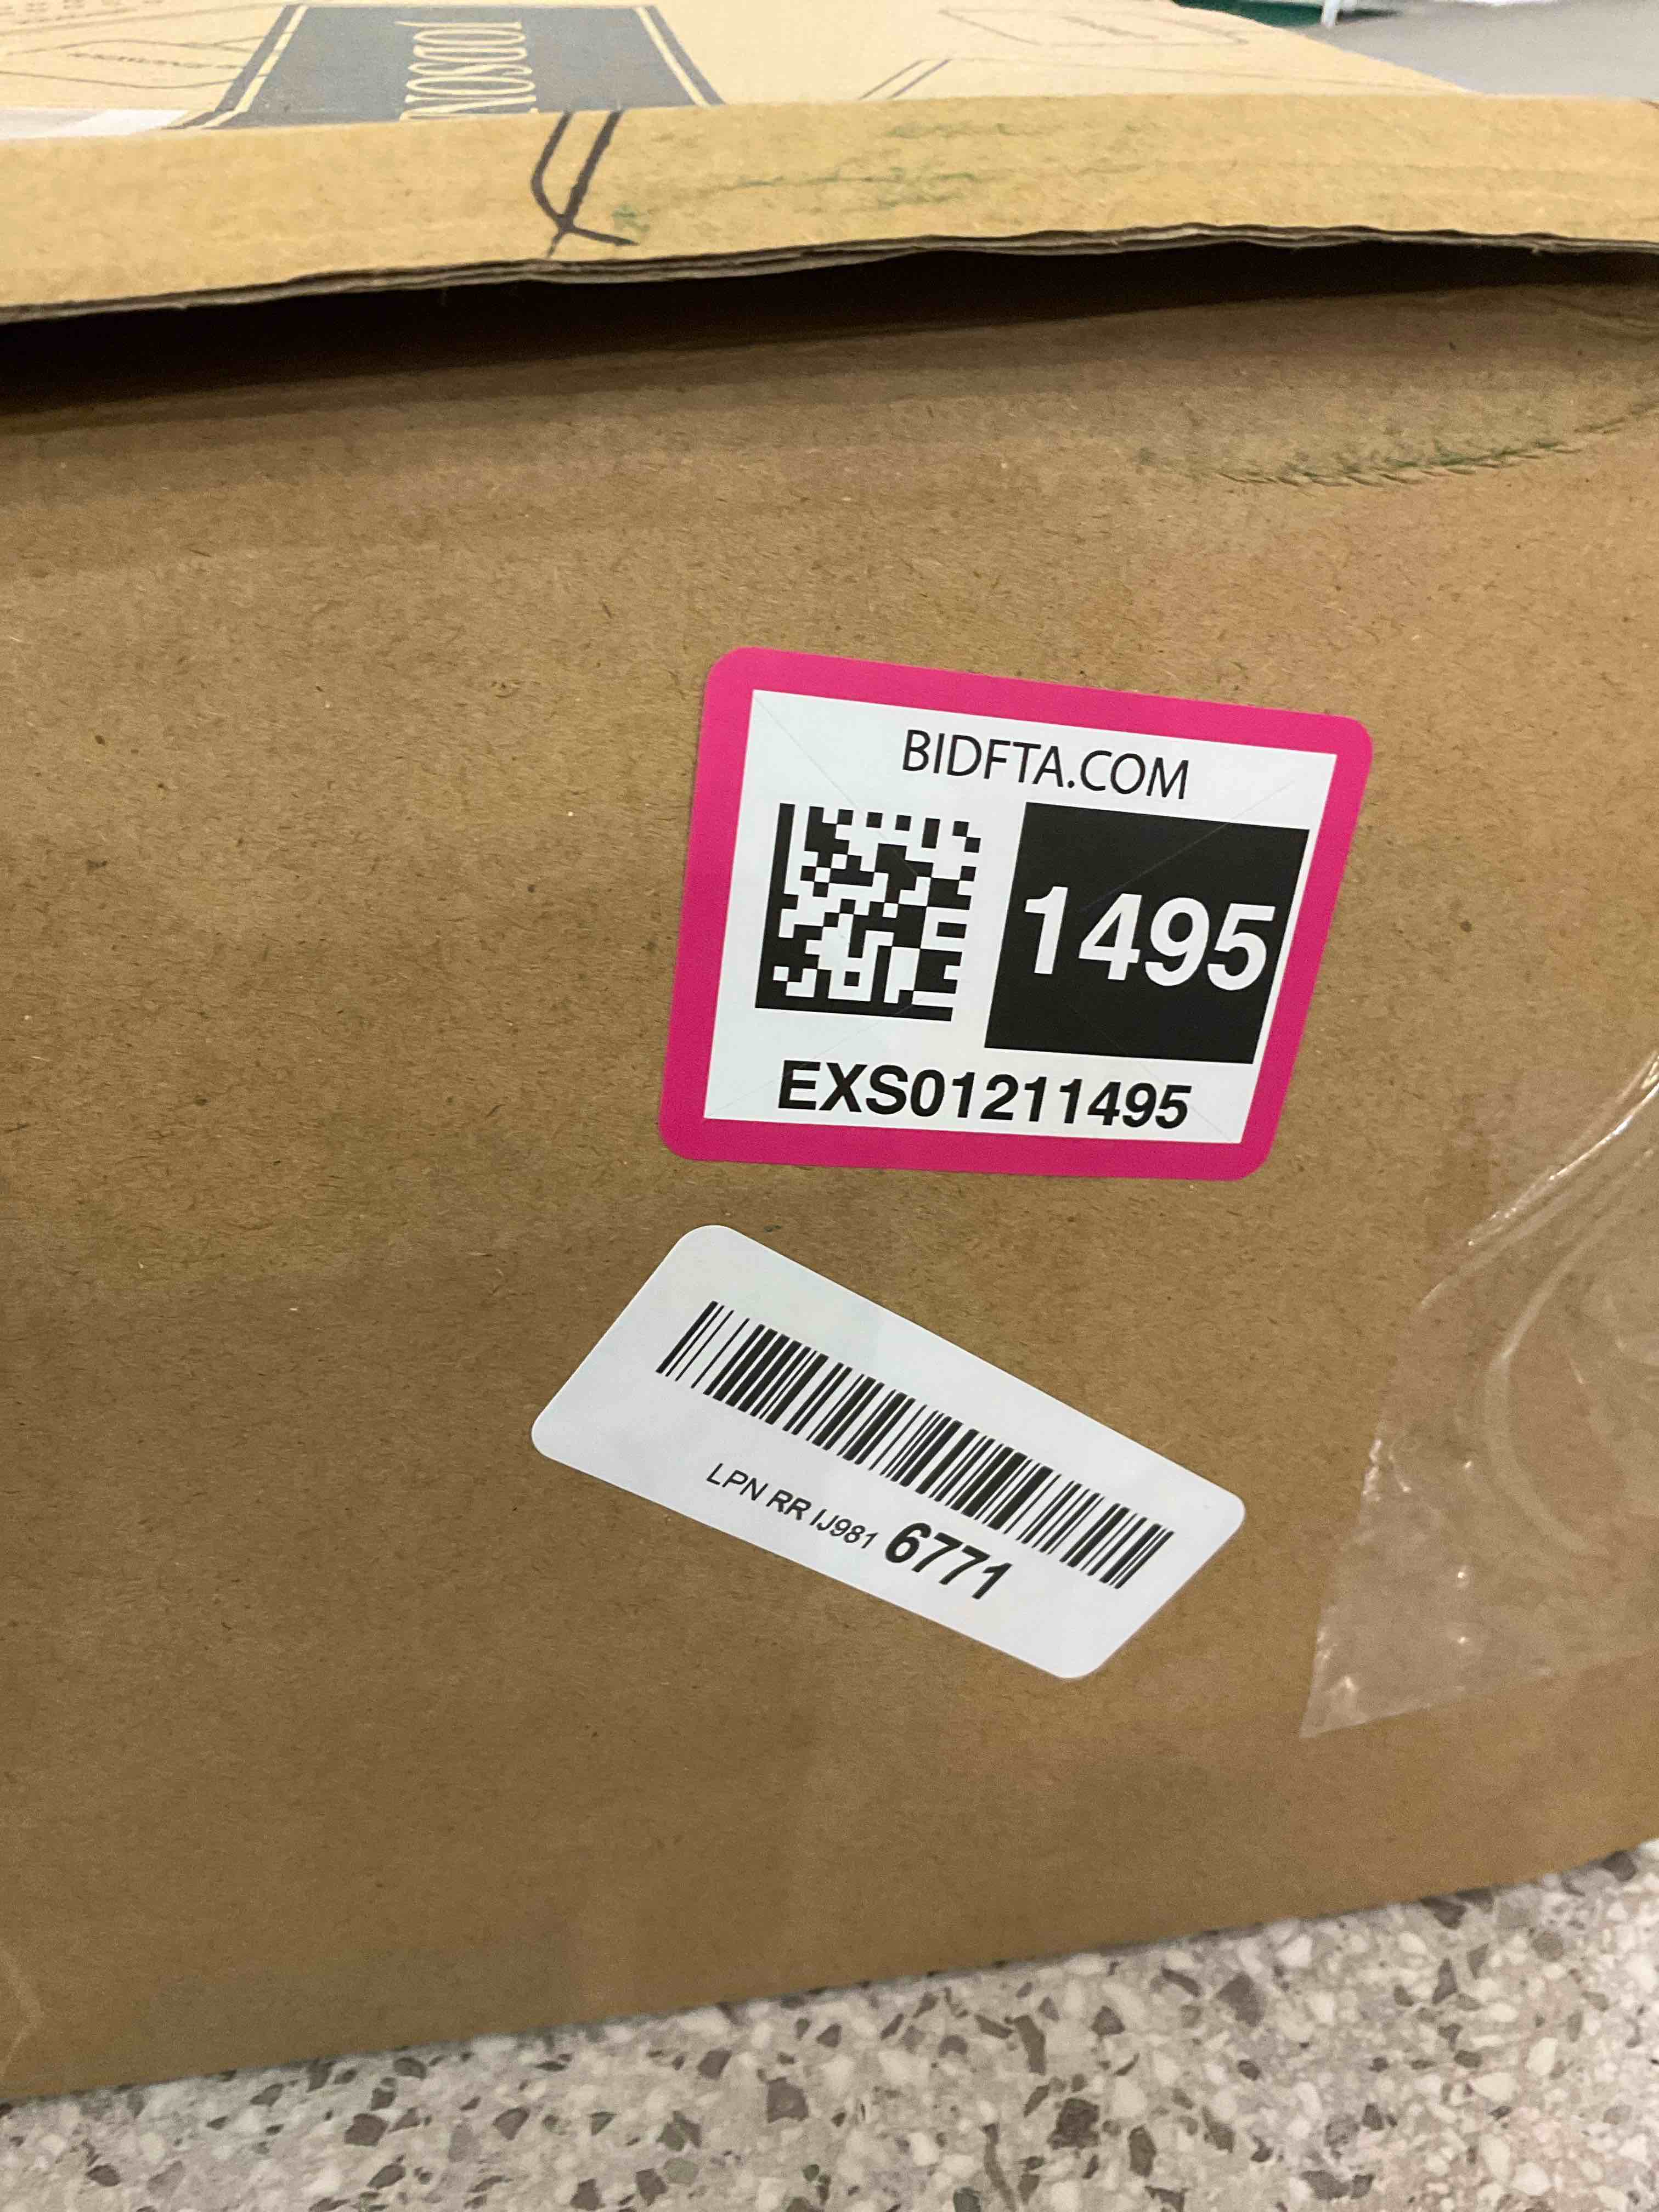 BIDFTA.COM
1495
EXS01211495
LPN RR IJ981 6771